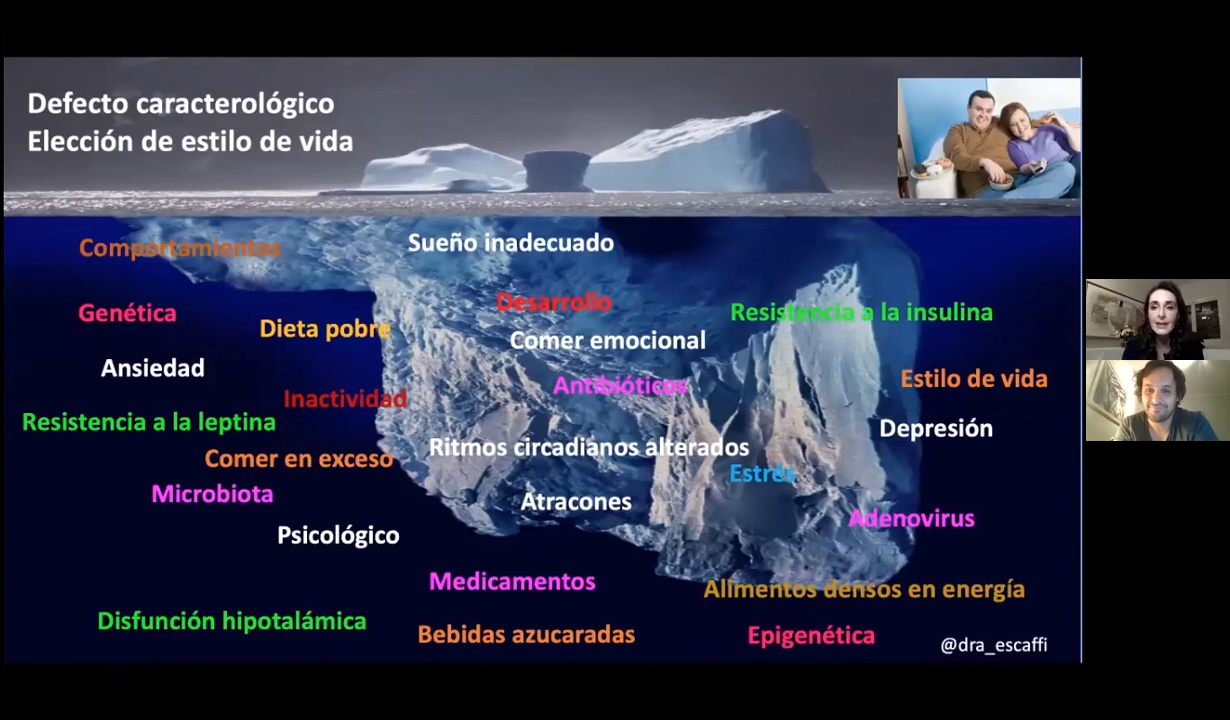 Defecto caracterológico
Elección de estilo de vida
Comportamientos
Sueño inadecuado
Genética
Desarrollo
Resistencia a la insulina
Dieta pobre
Comer emocional
Ansiedad
Antibióticos
Estilo de vida
Inactividad
Resistencia a la leptina
Depresión
Ritmos circadianos alterados
Comer en exceso
Estrés
Microbiota
Atracones
Adenovirus
Psicológico
Medicamentos
Alimentos densos en energía
Disfunción hipotalámica
Bebidas azucaradas
Epigenética
@dra_escaffi